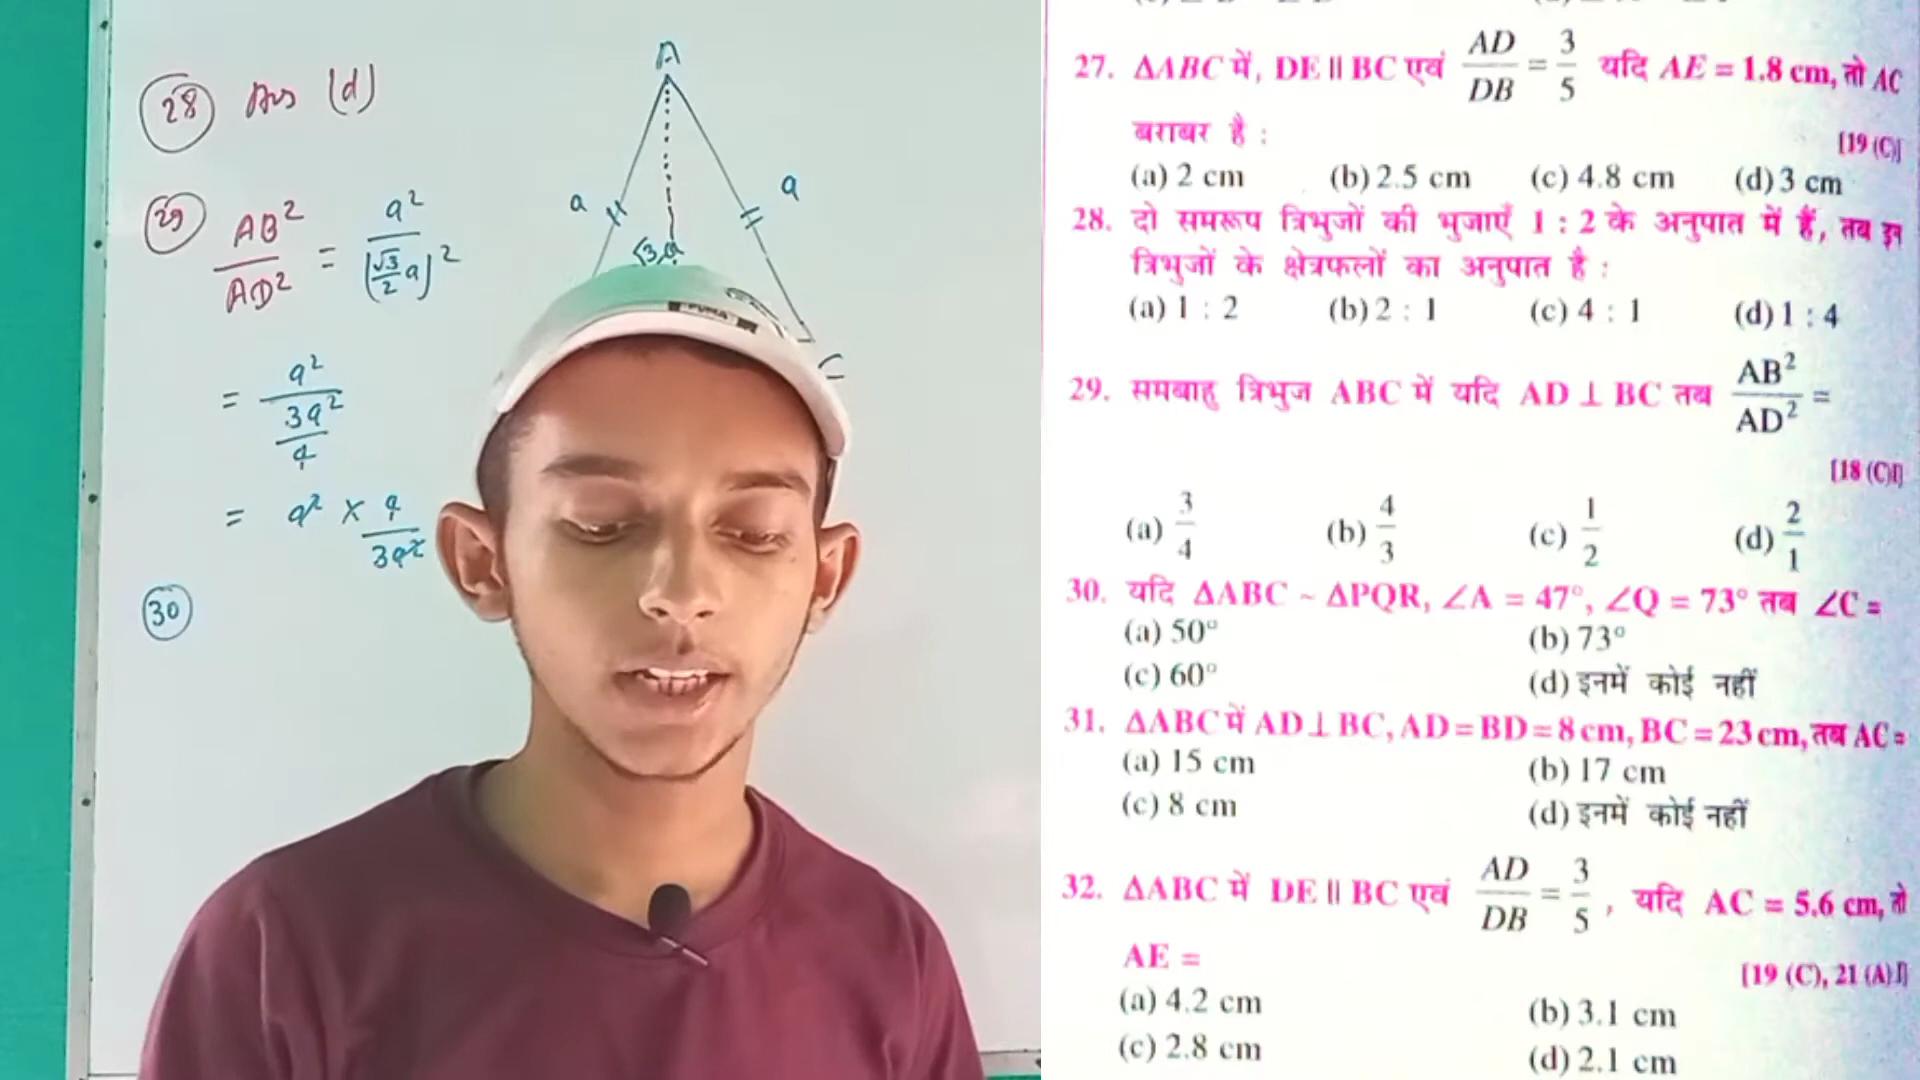 28 Ans (d)
29 AB² / AD² = a² / (√3/2 a)²
= a² / 3a²/4
= a² × 4/3a²
30
A
a
a
C
PUMA
27. ΔABC में, DE || BC एवं AD/DB = 3/5 यदि AE = 1.8 cm, तो AC
बराबर है :
[19 (C)]
(a) 2 cm (b) 2.5 cm (c) 4.8 cm (d) 3 cm
28. दो समरूप त्रिभुजों की भुजाएँ 1 : 2 के अनुपात में हैं, तब इन
त्रिभुजों के क्षेत्रफलों का अनुपात है :
(a) 1 : 2 (b) 2 : 1 (c) 4 : 1 (d) 1 : 4
29. समबाहु त्रिभुज ABC में यदि AD ⊥ BC तब AB²/AD² =
(a) 3/4 (b) 4/3 (c) 1/2 (d) 2/1
30. यदि ΔABC ~ ΔPQR, ∠A = 47°, ∠Q = 73° तब ∠C =
(a) 50° (b) 73°
(c) 60° (d) इनमें कोई नहीं
31. ΔABC में AD ⊥ BC, AD = BD = 8 cm, BC = 23 cm, तब AC =
(a) 15 cm (b) 17 cm
(c) 8 cm (d) इनमें कोई नहीं
32. ΔABC में DE || BC एवं AD/DB = 3/5, यदि AC = 5.6 cm, तो
AE =
(a) 4.2 cm (b) 3.1 cm
(c) 2.8 cm (d) 2.1 cm